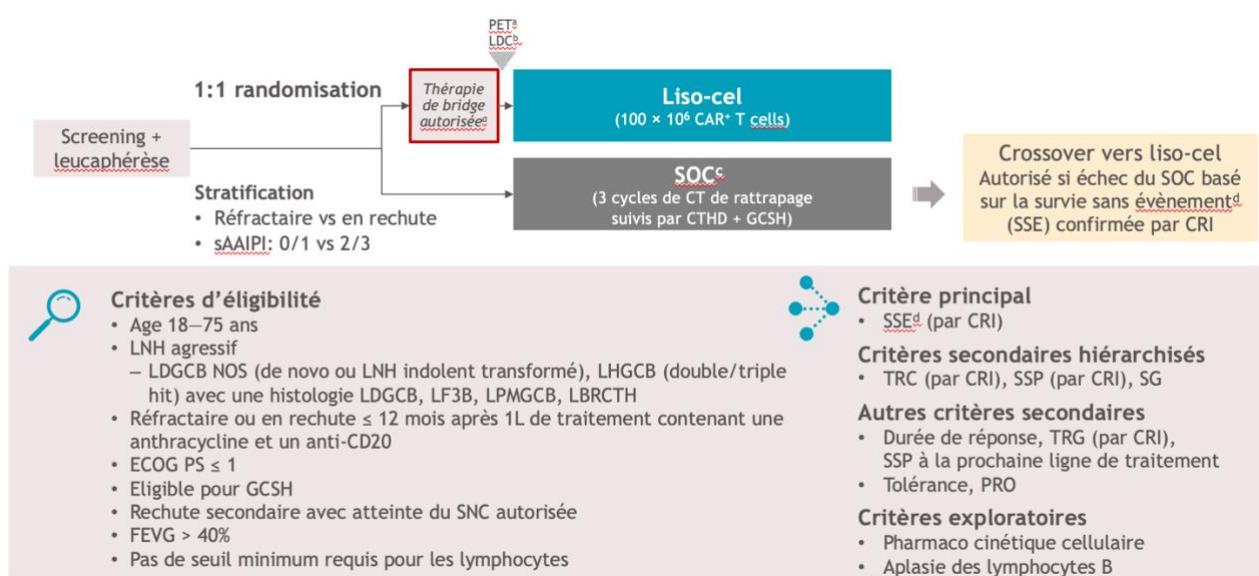 PETᵃ
LDCᵇ
1:1 randomisation
Thérapie
de bridge
autoriséeᵃ
Liso-cel
(100 × 10⁶ CAR⁺ T cells)
Screening +
leucaphérèse
SOCᶜ
(3 cycles de CT de rattrapage
suivis par CTHD + GCSH)
Crossover vers liso-cel
Autorisé si échec du SOC basé
sur la survie sans évènementᵈ
(SSE) confirmée par CRI
Stratification
• Réfractaire vs en rechute
• sAAIPI: 0/1 vs 2/3
Critères d’éligibilité
• Age 18—75 ans
• LNH agressif
— LDGCB NOS (de novo ou LNH indolent transformé), LHGCB (double/triple
hit) avec une histologie LDGCB, LF3B, LPMGCB, LBRCTH
• Réfractaire ou en rechute ≤ 12 mois après 1L de traitement contenant une
anthracycline et un anti-CD20
• ECOG PS ≤ 1
• Eligible pour GCSH
• Rechute secondaire avec atteinte du SNC autorisée
• FEVG > 40%
• Pas de seuil minimum requis pour les lymphocytes
Critère principal
• SSEᵈ (par CRI)
Critères secondaires hiérarchisés
• TRC (par CRI), SSP (par CRI), SG
Autres critères secondaires
• Durée de réponse, TRG (par CRI),
SSP à la prochaine ligne de traitement
• Tolérance, PRO
Critères exploratoires
• Pharmaco cinétique cellulaire
• Aplasie des lymphocytes B